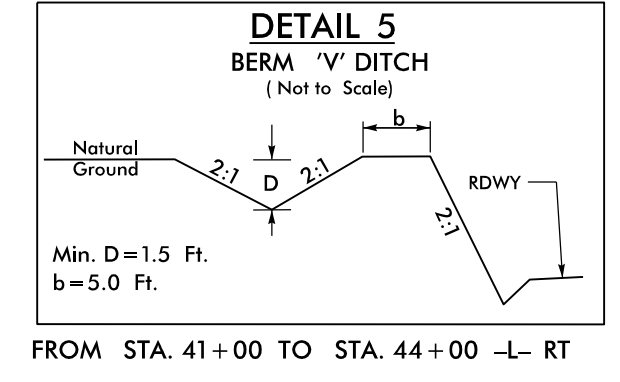 DETAIL 5
BERM 'V' DITCH
( Not to Scale)
b
Natural
Ground
2:1
D
2:1
2:1
RDWY
Min. D=1.5 Ft.
b=5.0 Ft.
FROM STA. 41+00 TO STA. 44+00 -L- RT